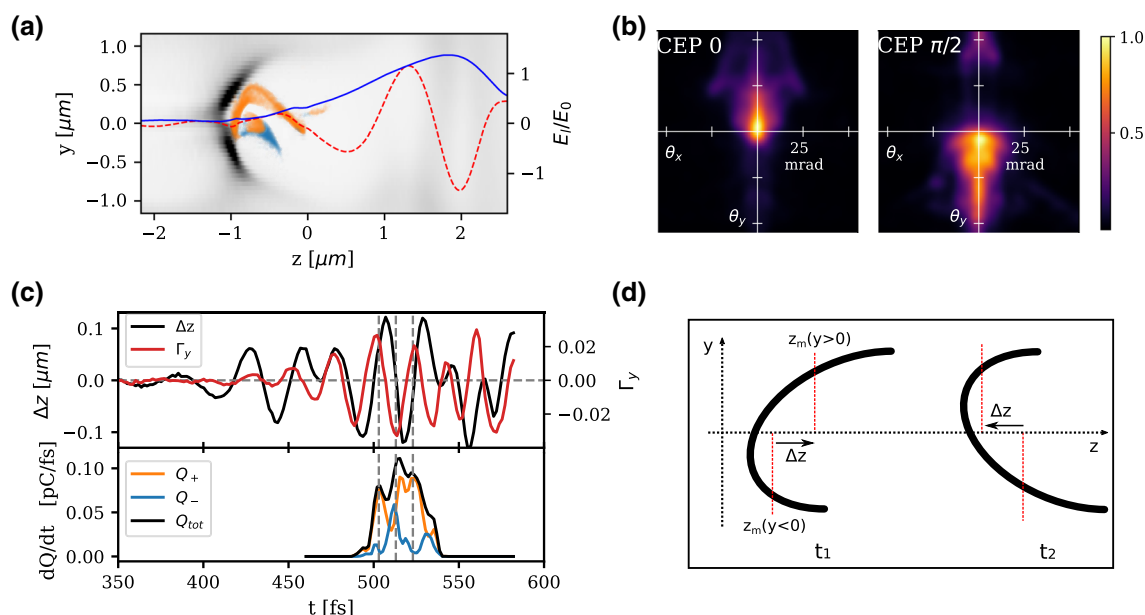 (a)
1.0
0.5
0.0
−0.5
−1.0
y [μm]
1
0
−1
E_l/E_0
−2 −1 0 1 2
z [μm]
(b)
CEP 0
θ_x
25
mrad
θ_y
CEP π/2
θ_x
25
mrad
θ_y
1.0
0.5
(c)
Δz
Γ_y
0.1
0.0
−0.1
Δz [μm]
0.02
0.00
−0.02
Γ_y
Q_+
Q_−
Q_tot
0.10
0.05
0.00
dQ/dt [pC/fs]
350 400 450 500 550 600
t [fs]
(d)
y
z_m(y>0)
Δz
z_m(y<0)
t_1
Δz
z
t_2